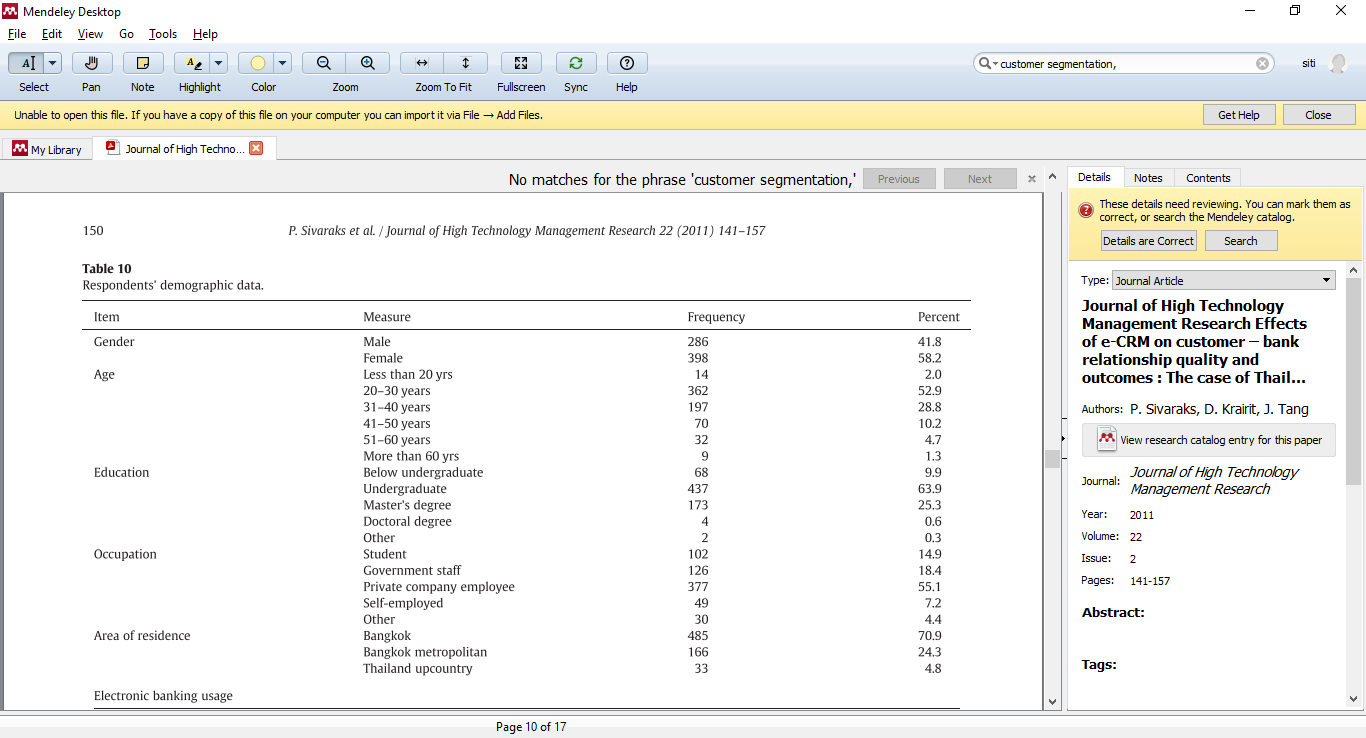 Mendeley Desktop
File Edit View Go Tools Help
Select Pan Note Highlight Color Zoom Zoom To Fit Fullscreen Sync Help
customer segmentation,
siti
Unable to open this file. If you have a copy of this file on your computer you can import it via File → Add Files.
Get Help Close
My Library Journal of High Techno...
No matches for the phrase 'customer segmentation,' Previous Next
150 P. Sivaraks et al. / Journal of High Technology Management Research 22 (2011) 141–157
Table 10
Respondents' demographic data.
Item Measure Frequency Percent
Gender Male 286 41.8
Female 398 58.2
Age Less than 20 yrs 14 2.0
20–30 years 362 52.9
31–40 years 197 28.8
41–50 years 70 10.2
51–60 years 32 4.7
More than 60 yrs 9 1.3
Education Below undergraduate 68 9.9
Undergraduate 437 63.9
Master's degree 173 25.3
Doctoral degree 4 0.6
Other 2 0.3
Occupation Student 102 14.9
Government staff 126 18.4
Private company employee 377 55.1
Self-employed 49 7.2
Other 30 4.4
Area of residence Bangkok 485 70.9
Bangkok metropolitan 166 24.3
Thailand upcountry 33 4.8
Electronic banking usage
Details Notes Contents
These details need reviewing. You can mark them as
correct, or search the Mendeley catalog.
Details are Correct Search
Type: Journal Article
Journal of High Technology
Management Research Effects
of e-CRM on customer – bank
relationship quality and
outcomes : The case of Thail...
Authors: P. Sivaraks, D. Krairit, J. Tang
View research catalog entry for this paper
Journal: Journal of High Technology
Management Research
Year: 2011
Volume: 22
Issue: 2
Pages: 141-157
Abstract:
Tags:
Page 10 of 17